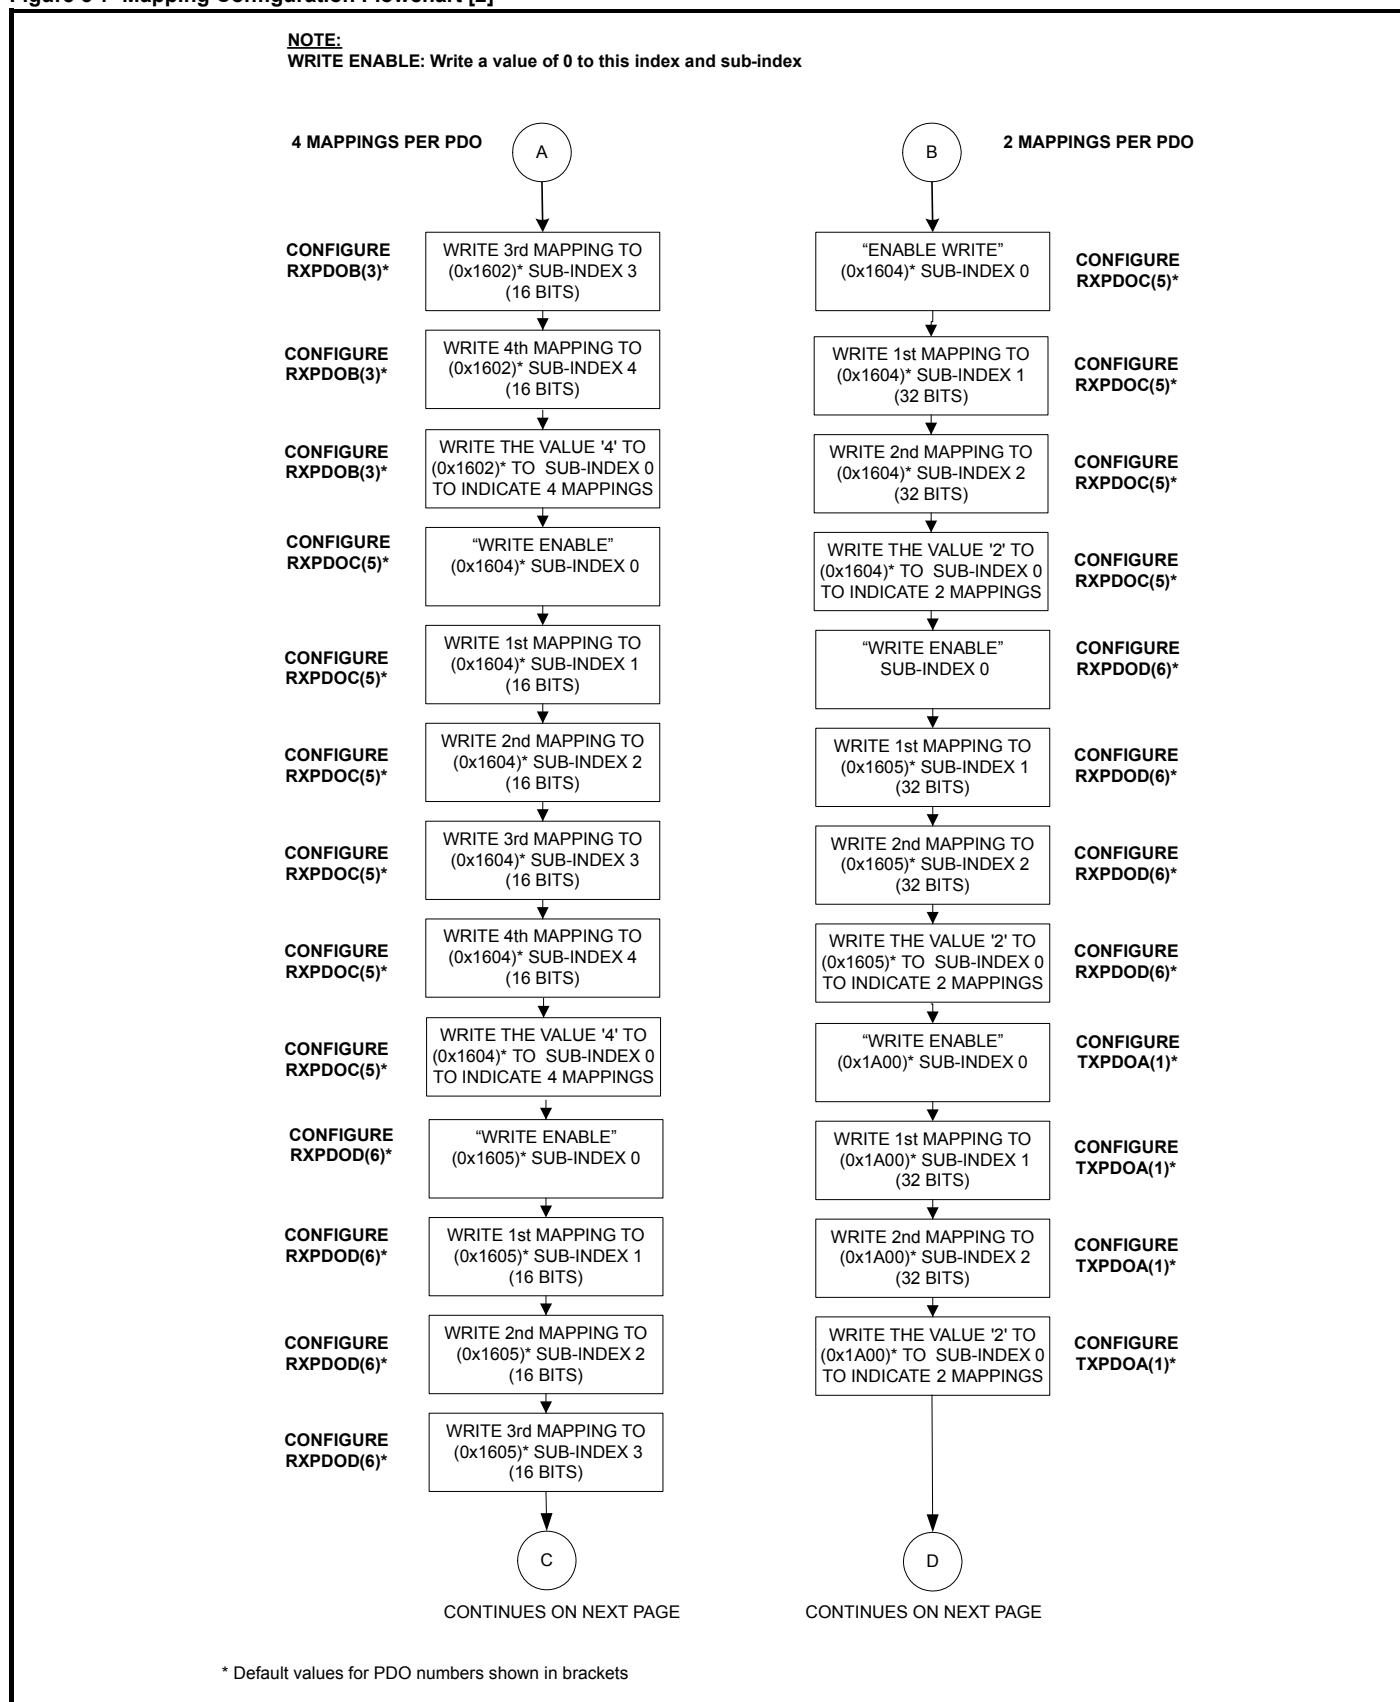 NOTE:
WRITE ENABLE: Write a value of 0 to this index and sub-index
4 MAPPINGS PER PDO
A
CONFIGURE
RXPDOB(3)*
WRITE 3rd MAPPING TO
(0x1602)* SUB-INDEX 3
(16 BITS)
CONFIGURE
RXPDOB(3)*
WRITE 4th MAPPING TO
(0x1602)* SUB-INDEX 4
(16 BITS)
CONFIGURE
RXPDOB(3)*
WRITE THE VALUE '4' TO
(0x1602)* TO SUB-INDEX 0
TO INDICATE 4 MAPPINGS
CONFIGURE
RXPDOC(5)*
“WRITE ENABLE”
(0x1604)* SUB-INDEX 0
CONFIGURE
RXPDOC(5)*
WRITE 1st MAPPING TO
(0x1604)* SUB-INDEX 1
(16 BITS)
CONFIGURE
RXPDOC(5)*
WRITE 2nd MAPPING TO
(0x1604)* SUB-INDEX 2
(16 BITS)
CONFIGURE
RXPDOC(5)*
WRITE 3rd MAPPING TO
(0x1604)* SUB-INDEX 3
(16 BITS)
CONFIGURE
RXPDOC(5)*
WRITE 4th MAPPING TO
(0x1604)* SUB-INDEX 4
(16 BITS)
CONFIGURE
RXPDOC(5)*
WRITE THE VALUE '4' TO
(0x1604)* TO SUB-INDEX 0
TO INDICATE 4 MAPPINGS
CONFIGURE
RXPDOD(6)*
“WRITE ENABLE”
(0x1605)* SUB-INDEX 0
CONFIGURE
RXPDOD(6)*
WRITE 1st MAPPING TO
(0x1605)* SUB-INDEX 1
(16 BITS)
CONFIGURE
RXPDOD(6)*
WRITE 2nd MAPPING TO
(0x1605)* SUB-INDEX 2
(16 BITS)
CONFIGURE
RXPDOD(6)*
WRITE 3rd MAPPING TO
(0x1605)* SUB-INDEX 3
(16 BITS)
C
CONTINUES ON NEXT PAGE
B
2 MAPPINGS PER PDO
“ENABLE WRITE”
(0x1604)* SUB-INDEX 0
CONFIGURE
RXPDOC(5)*
WRITE 1st MAPPING TO
(0x1604)* SUB-INDEX 1
(32 BITS)
CONFIGURE
RXPDOC(5)*
WRITE 2nd MAPPING TO
(0x1604)* SUB-INDEX 2
(32 BITS)
CONFIGURE
RXPDOC(5)*
WRITE THE VALUE '2' TO
(0x1604)* TO SUB-INDEX 0
TO INDICATE 2 MAPPINGS
CONFIGURE
RXPDOC(5)*
“WRITE ENABLE”
SUB-INDEX 0
CONFIGURE
RXPDOD(6)*
WRITE 1st MAPPING TO
(0x1605)* SUB-INDEX 1
(32 BITS)
CONFIGURE
RXPDOD(6)*
WRITE 2nd MAPPING TO
(0x1605)* SUB-INDEX 2
(32 BITS)
CONFIGURE
RXPDOD(6)*
WRITE THE VALUE '2' TO
(0x1605)* TO SUB-INDEX 0
TO INDICATE 2 MAPPINGS
CONFIGURE
RXPDOD(6)*
“WRITE ENABLE”
(0x1A00)* SUB-INDEX 0
CONFIGURE
TXPDOA(1)*
WRITE 1st MAPPING TO
(0x1A00)* SUB-INDEX 1
(32 BITS)
CONFIGURE
TXPDOA(1)*
WRITE 2nd MAPPING TO
(0x1A00)* SUB-INDEX 2
(32 BITS)
CONFIGURE
TXPDOA(1)*
WRITE THE VALUE '2' TO
(0x1A00)* TO SUB-INDEX 0
TO INDICATE 2 MAPPINGS
CONFIGURE
TXPDOA(1)*
D
CONTINUES ON NEXT PAGE
* Default values for PDO numbers shown in brackets